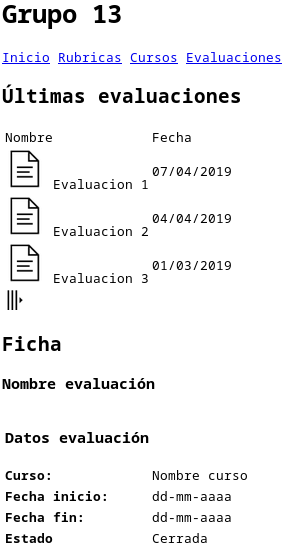 Grupo 13
Inicio Rubricas Cursos Evaluaciones
Últimas evaluaciones
Nombre Fecha
Evaluacion 1 07/04/2019
Evaluacion 2 04/04/2019
Evaluacion 3 01/03/2019
Ficha
Nombre evaluación
Datos evaluación
Curso: Nombre curso
Fecha inicio: dd-mm-aaaa
Fecha fin: dd-mm-aaaa
Estado Cerrada